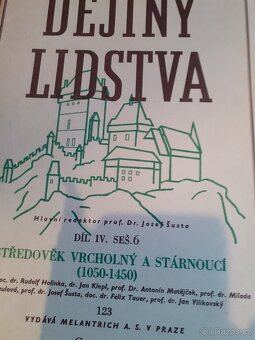 DĚJINY
LIDSTVA
Hlavní redaktor prof. Dr. Josef Šusta
DÍL IV. SEŠ. 6
STŘEDOVĚK VRCHOLNÝ A STÁRNOUCÍ
(1050-1450)
doc. dr. Rudolf Holinka, dr. Jan Klepl, prof. Dr. Antonín Matějček, prof. dr. Milada
prof. dr. Josef Šusta, doc. dr. Felix Tauer, prof. dr. Jan Vilikovský
123
VYDÁVÁ MELANTRICH A. S. V PRAZE